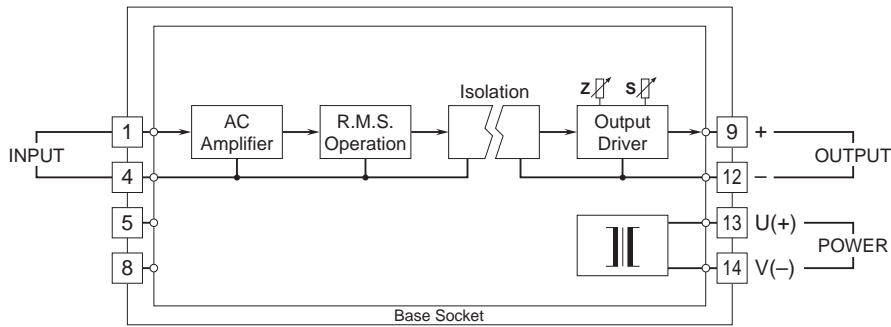 Isolation
Z S
1 AC Amplifier R.M.S. Operation Output Driver 9 +
INPUT OUTPUT
4 12 –
5 13 U(+)
POWER
8 14 V(–)
Base Socket